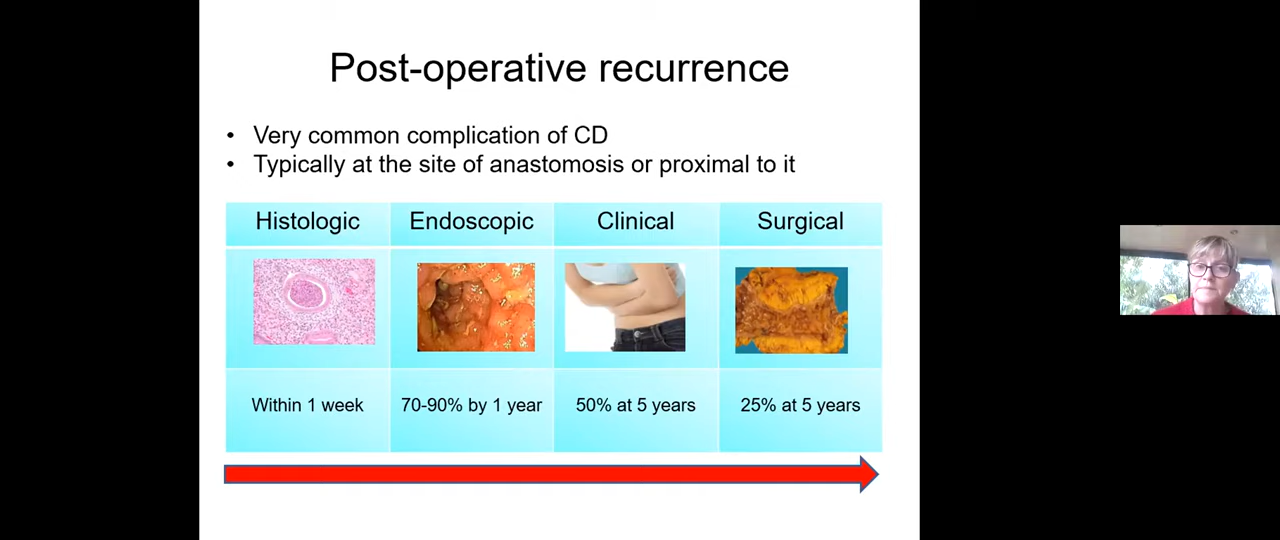 Post-operative recurrence
• Very common complication of CD
• Typically at the site of anastomosis or proximal to it
Histologic Endoscopic Clinical Surgical
Within 1 week 70-90% by 1 year 50% at 5 years 25% at 5 years